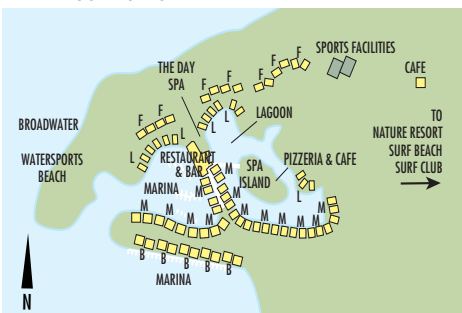 SPORTS FACILITIES
THE DAY
SPA
CAFE
F
F
F
F
F
F
L
L
LAGOON
BROADWATER
WATERSPORTS
BEACH
L
RESTAURANT
& BAR
M
SPA
ISLAND
PIZZERIA & CAFE
TO
NATURE RESORT
SURF BEACH
SURF CLUB
MARINA
M
M
L
M
M
M
M
M
M
M
M
M
M
B
B
B
B
B
B
MARINA
N